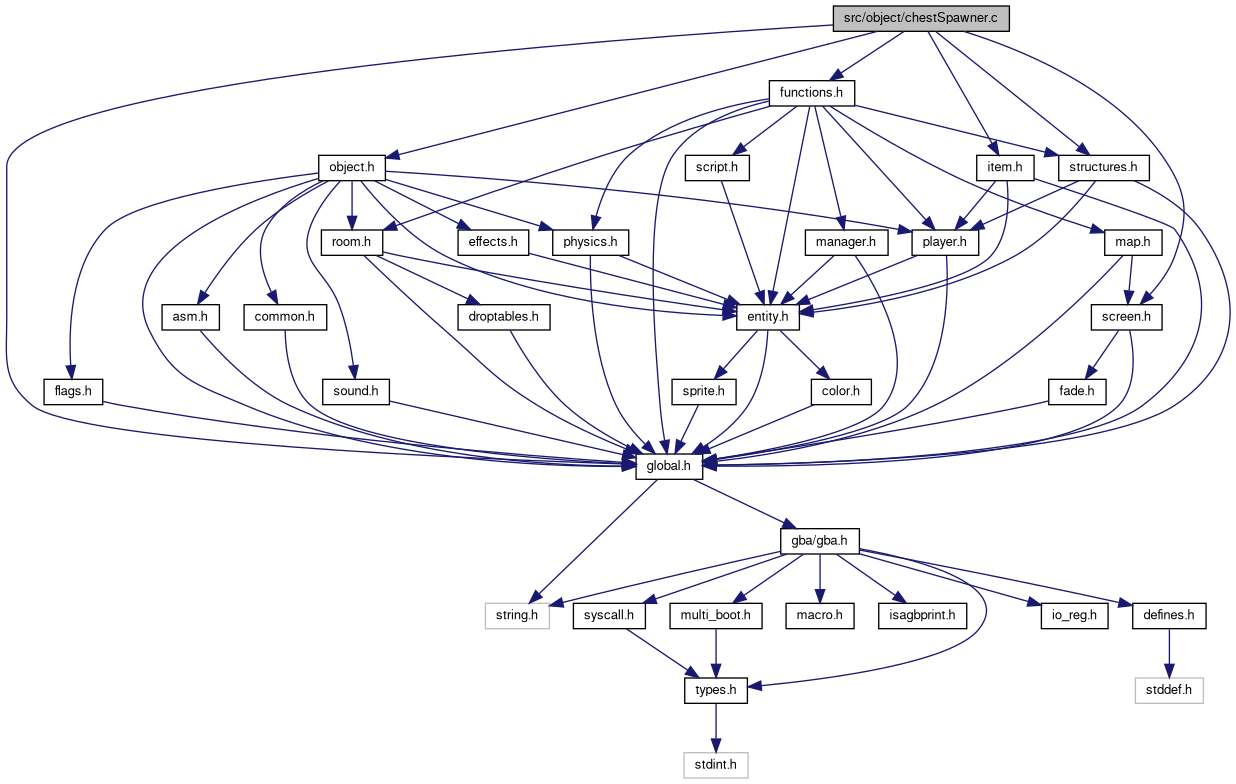 src/object/chestSpawner.c
functions.h
object.h
script.h
item.h
structures.h
room.h
effects.h
physics.h
manager.h
player.h
map.h
asm.h
common.h
droptables.h
entity.h
screen.h
flags.h
sound.h
sprite.h
color.h
fade.h
global.h
gba/gba.h
string.h
syscall.h
multi_boot.h
macro.h
isagbprint.h
io_reg.h
defines.h
types.h
stddef.h
stdint.h